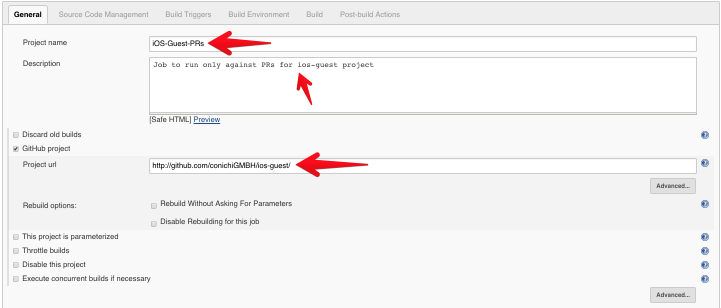 General Source Code Management Build Triggers Build Environment Build Post-build Actions
Project name iOS-Guest-PRs
Description Job to run only against PRs for ios-guest project
[Safe HTML] Preview
Discard old builds
GitHub project
Project url http://github.com/conichiGMBH/ios-guest/
Advanced...
Rebuild options: Rebuild Without Asking For Parameters
Disable Rebuilding for this job
This project is parameterized
Throttle builds
Disable this project
Execute concurrent builds if necessary
Advanced...